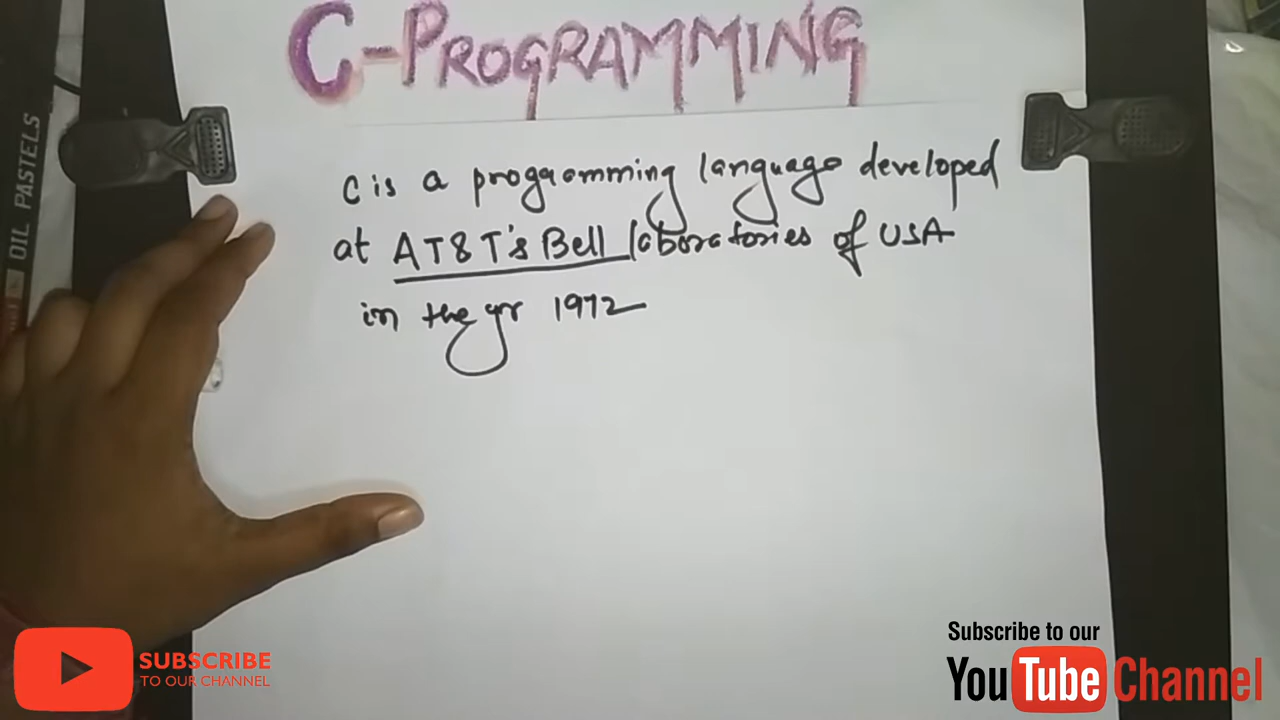 C-PROGRAMMING
OIL PASTELS
C is a programming language developed
at AT&T's Bell laboratories of USA
in the yr 1972
SUBSCRIBE
TO OUR CHANNEL
Subscribe to our
YouTube Channel